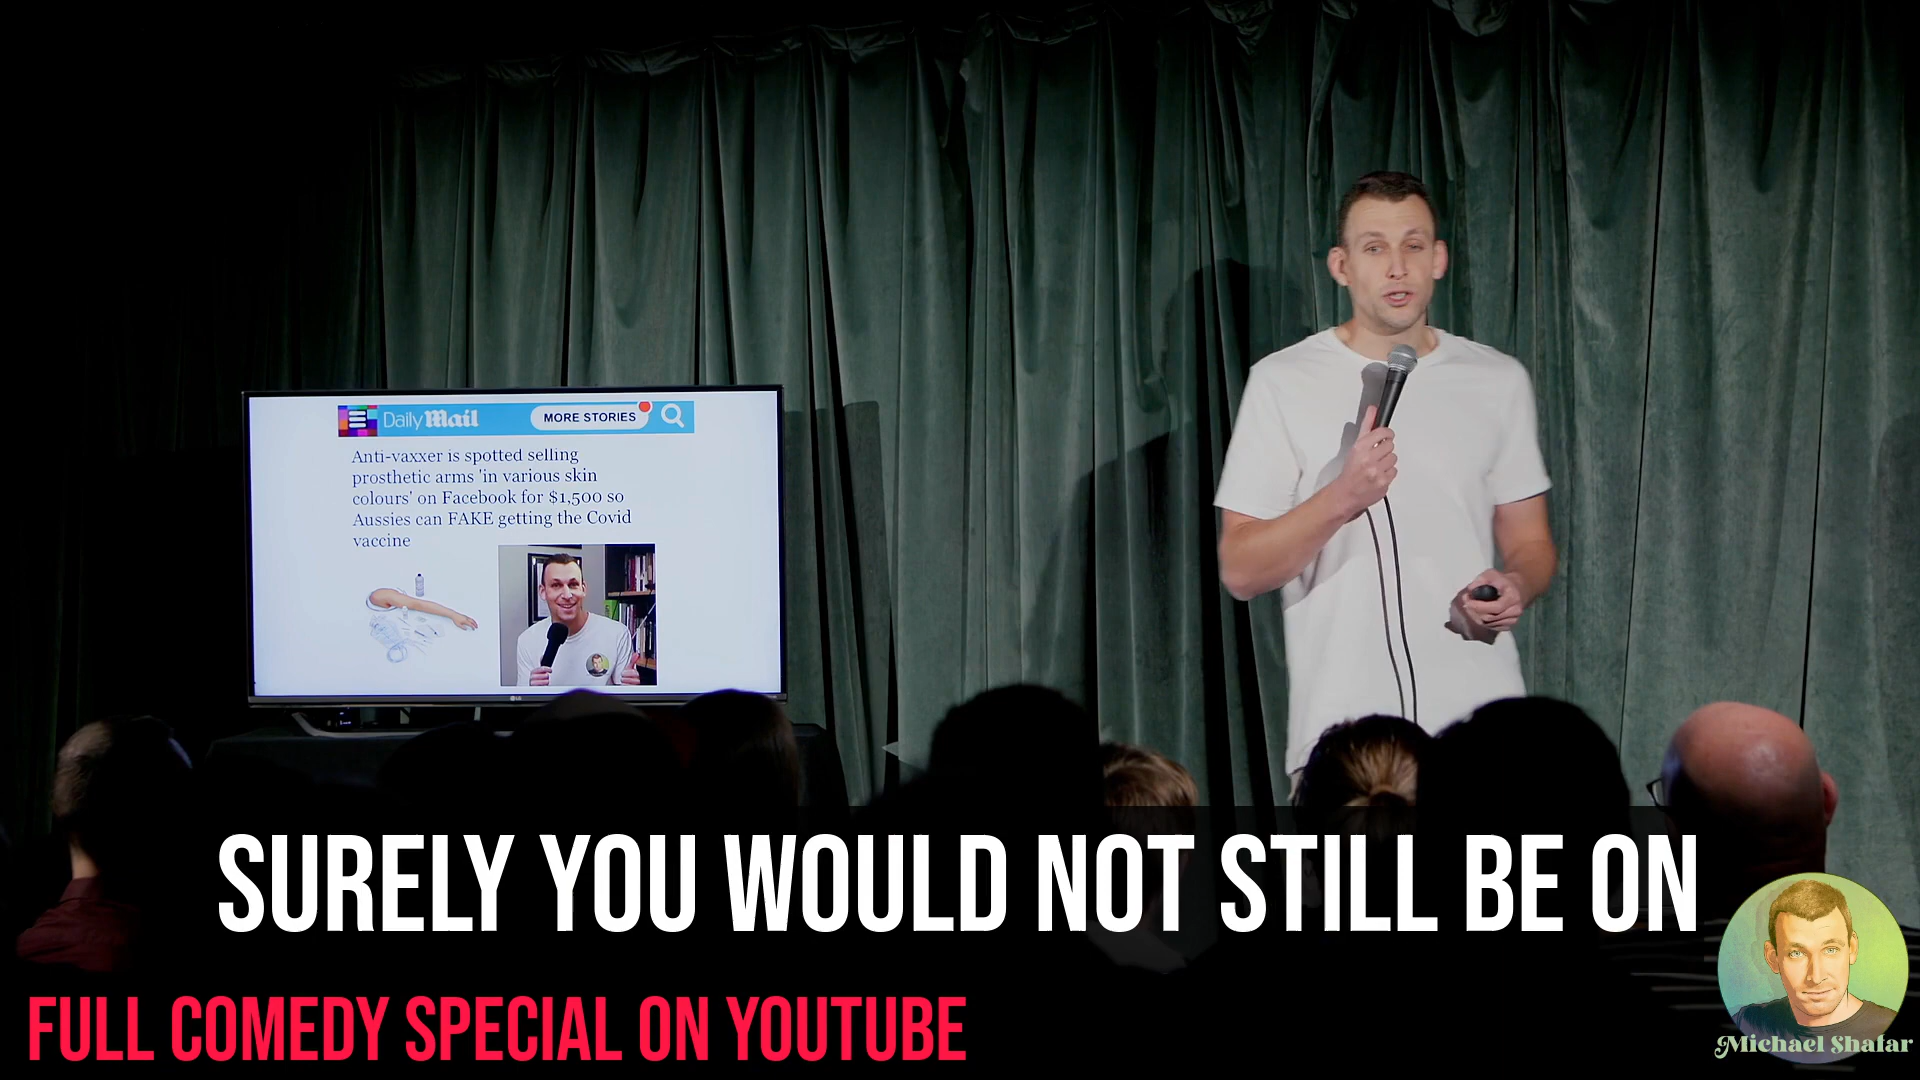 Daily Mail
MORE STORIES
Anti-vaxxer is spotted selling
prosthetic arms 'in various skin
colours' on Facebook for $1,500 so
Aussies can FAKE getting the Covid
vaccine
LG
SURELY YOU WOULD NOT STILL BE ON
FULL COMEDY SPECIAL ON YOUTUBE
Michael Shafar